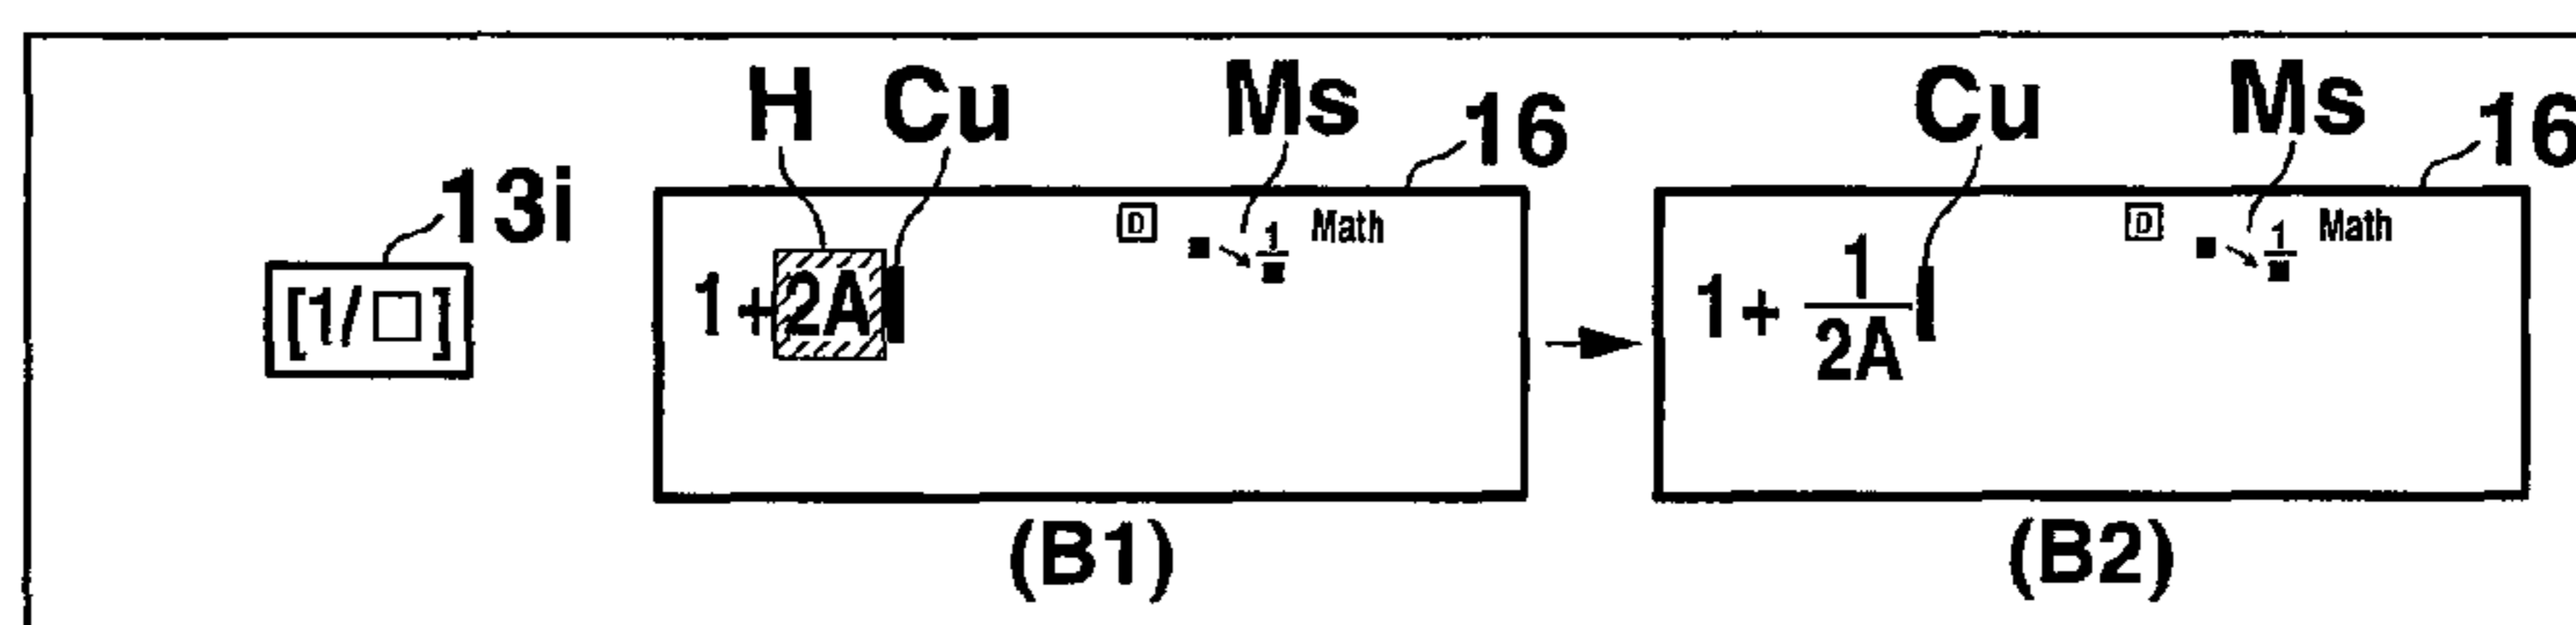 H Cu Ms 16 Cu Ms 16
13i
[1/□]
D ■→1/■ Math
1+2A
(B1)
D ■→1/■ Math
1+ 1/2A
(B2)